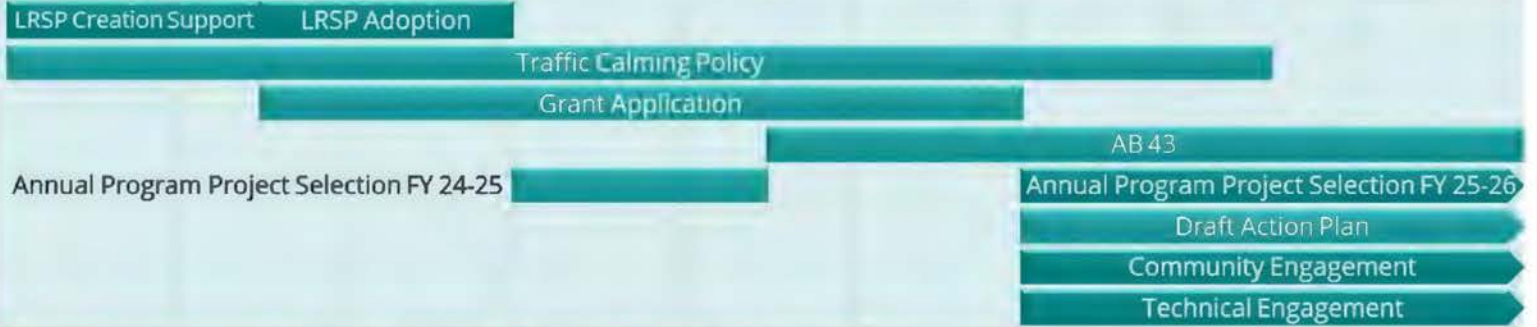 LRSP Creation Support LRSP Adoption
Traffic Calming Policy
Grant Application
AB 43
Annual Program Project Selection FY 24-25
Annual Program Project Selection FY 25-26
Draft Action Plan
Community Engagement
Technical Engagement